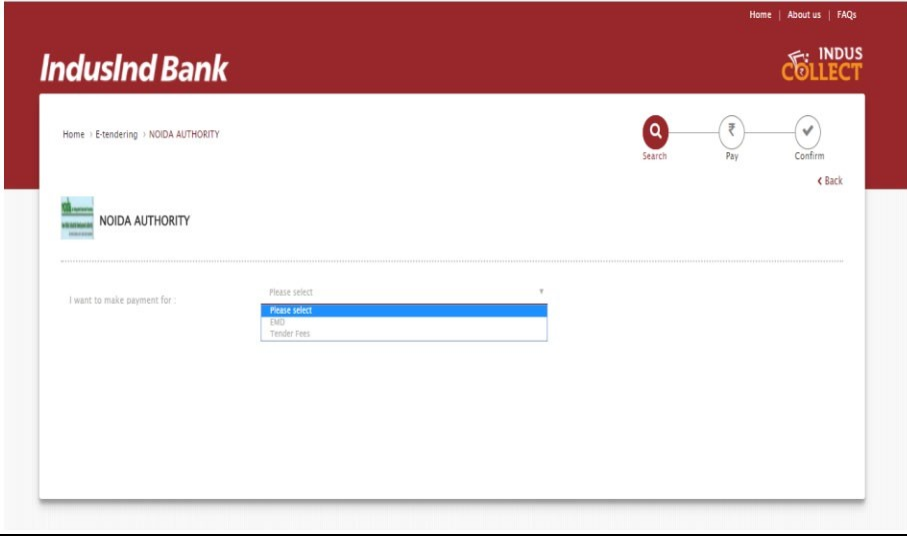 Home | About us | FAQs
IndusInd Bank
INDUS
COLLECT
Home › E-tendering › NOIDA AUTHORITY
Search
Pay
Confirm
Back
NOIDA AUTHORITY
I want to make payment for :
Please select
Please select
EMD
Tender Fees